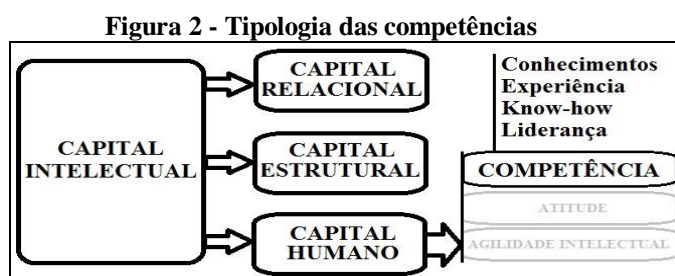 Figura 2 - Tipologia das competências
CAPITAL
INTELECTUAL
CAPITAL
RELACIONAL
CAPITAL
ESTRUTURAL
CAPITAL
HUMANO
Conhecimentos
Experiência
Know-how
Liderança
COMPETÊNCIA
ATITUDE
AGILIDADE INTELECTUAL